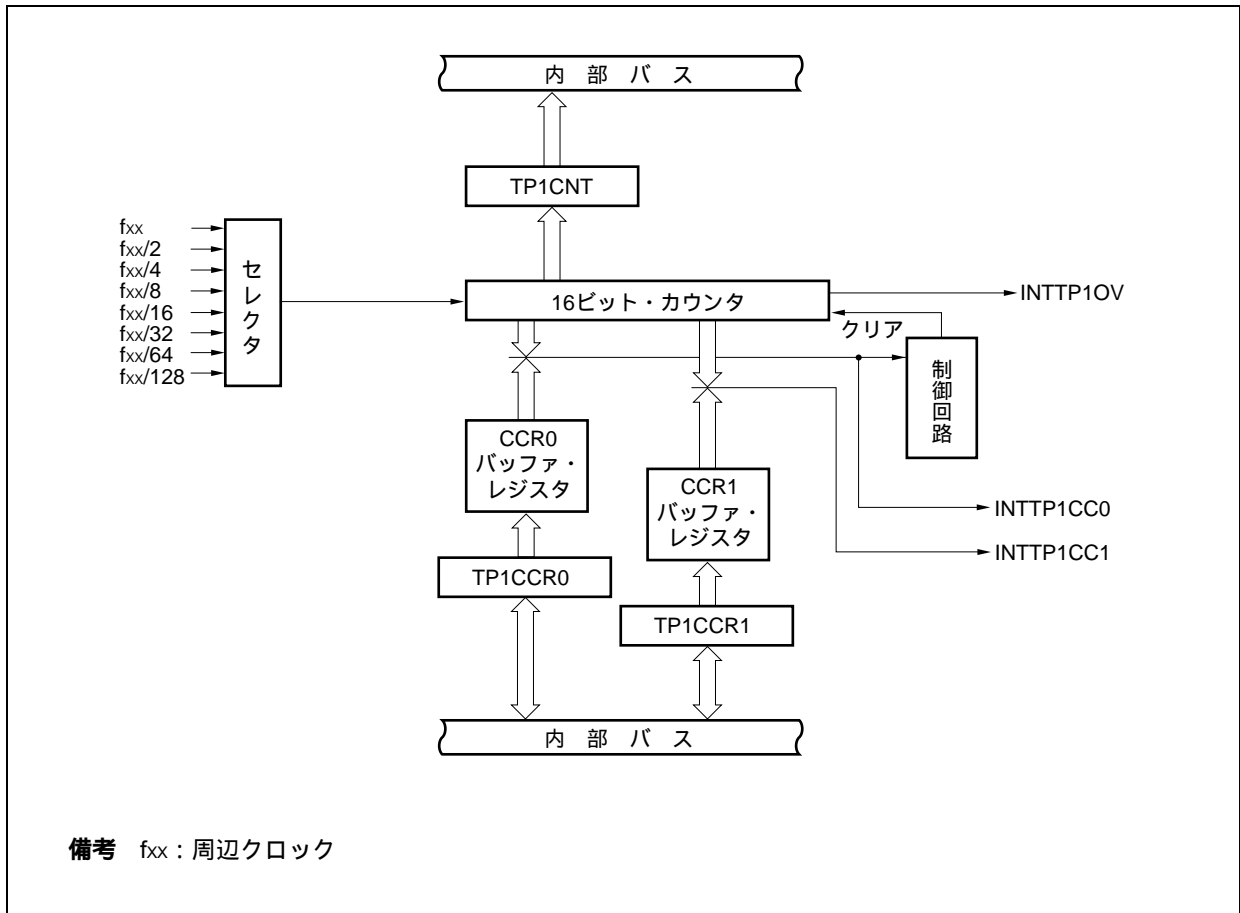 内 部 バ ス
TP1CNT
fxx
fxx/2
fxx/4
fxx/8
fxx/16
fxx/32
fxx/64
fxx/128
セレクタ
16ビット・カウンタ
INTTP1OV
クリア
制御回路
CCR0
バッファ・
レジスタ
CCR1
バッファ・
レジスタ
INTTP1CC0
INTTP1CC1
TP1CCR0
TP1CCR1
内 部 バ ス
備考 fxx：周辺クロック